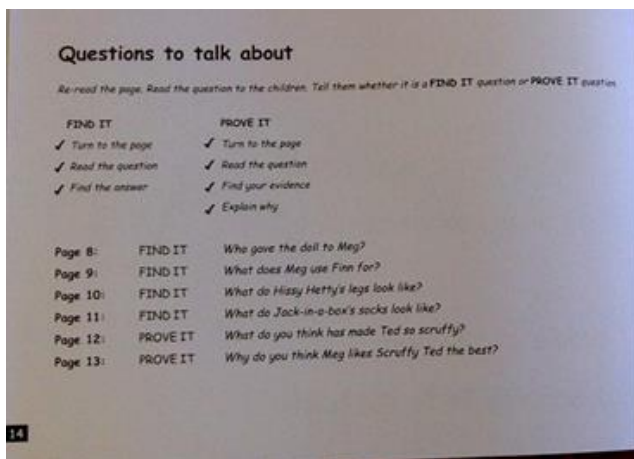 Questions to talk about
Re-read the page. Read the question to the children. Tell them whether it is a FIND IT question or PROVE IT question.
FIND IT PROVE IT
✓ Turn to the page ✓ Turn to the page
✓ Read the question ✓ Read the question
✓ Find the answer ✓ Find your evidence
✓ Explain why
Page 8: FIND IT Who gave the doll to Meg?
Page 9: FIND IT What does Meg use Finn for?
Page 10: FIND IT What do Hissy Hetty's legs look like?
Page 11: FIND IT What do Jack-in-a-box's socks look like?
Page 12: PROVE IT What do you think has made Ted so scruffy?
Page 13: PROVE IT Why do you think Meg likes Scruffy Ted the best?
14